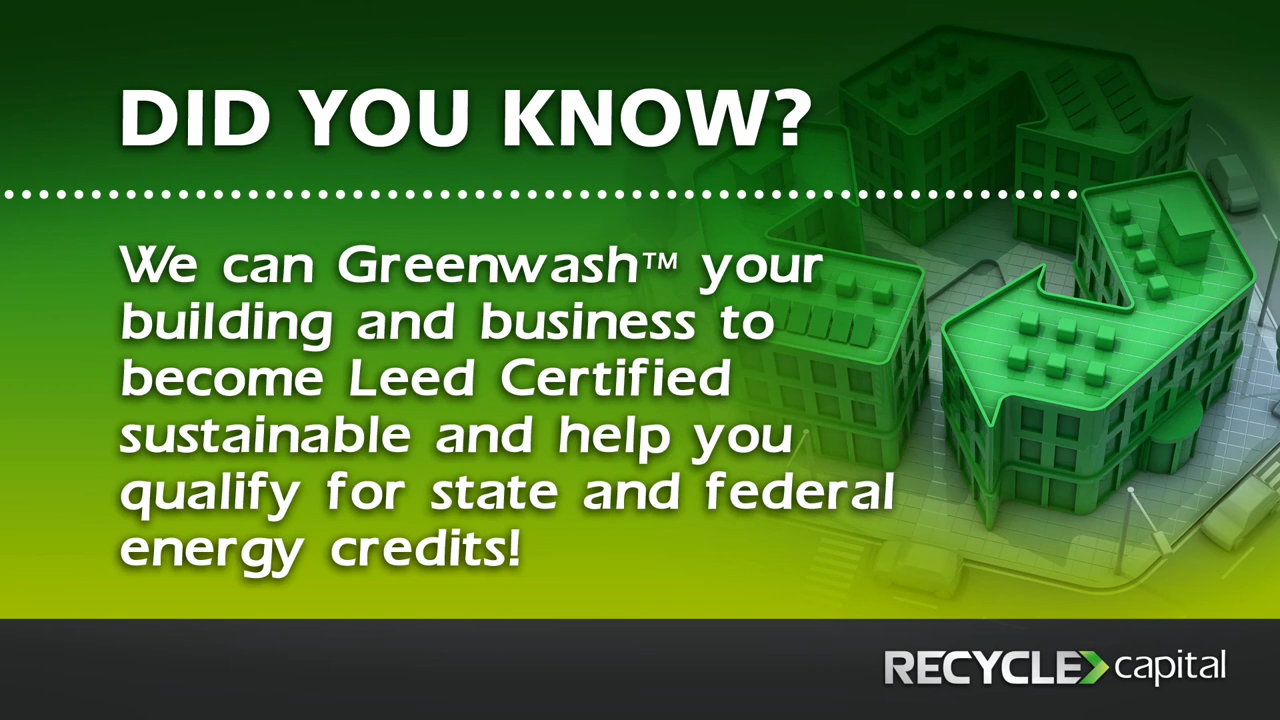 DID YOU KNOW?
We can Greenwash™ your
building and business to
become Leed Certified
sustainable and help you
qualify for state and federal
energy credits!
RECYCLE capital